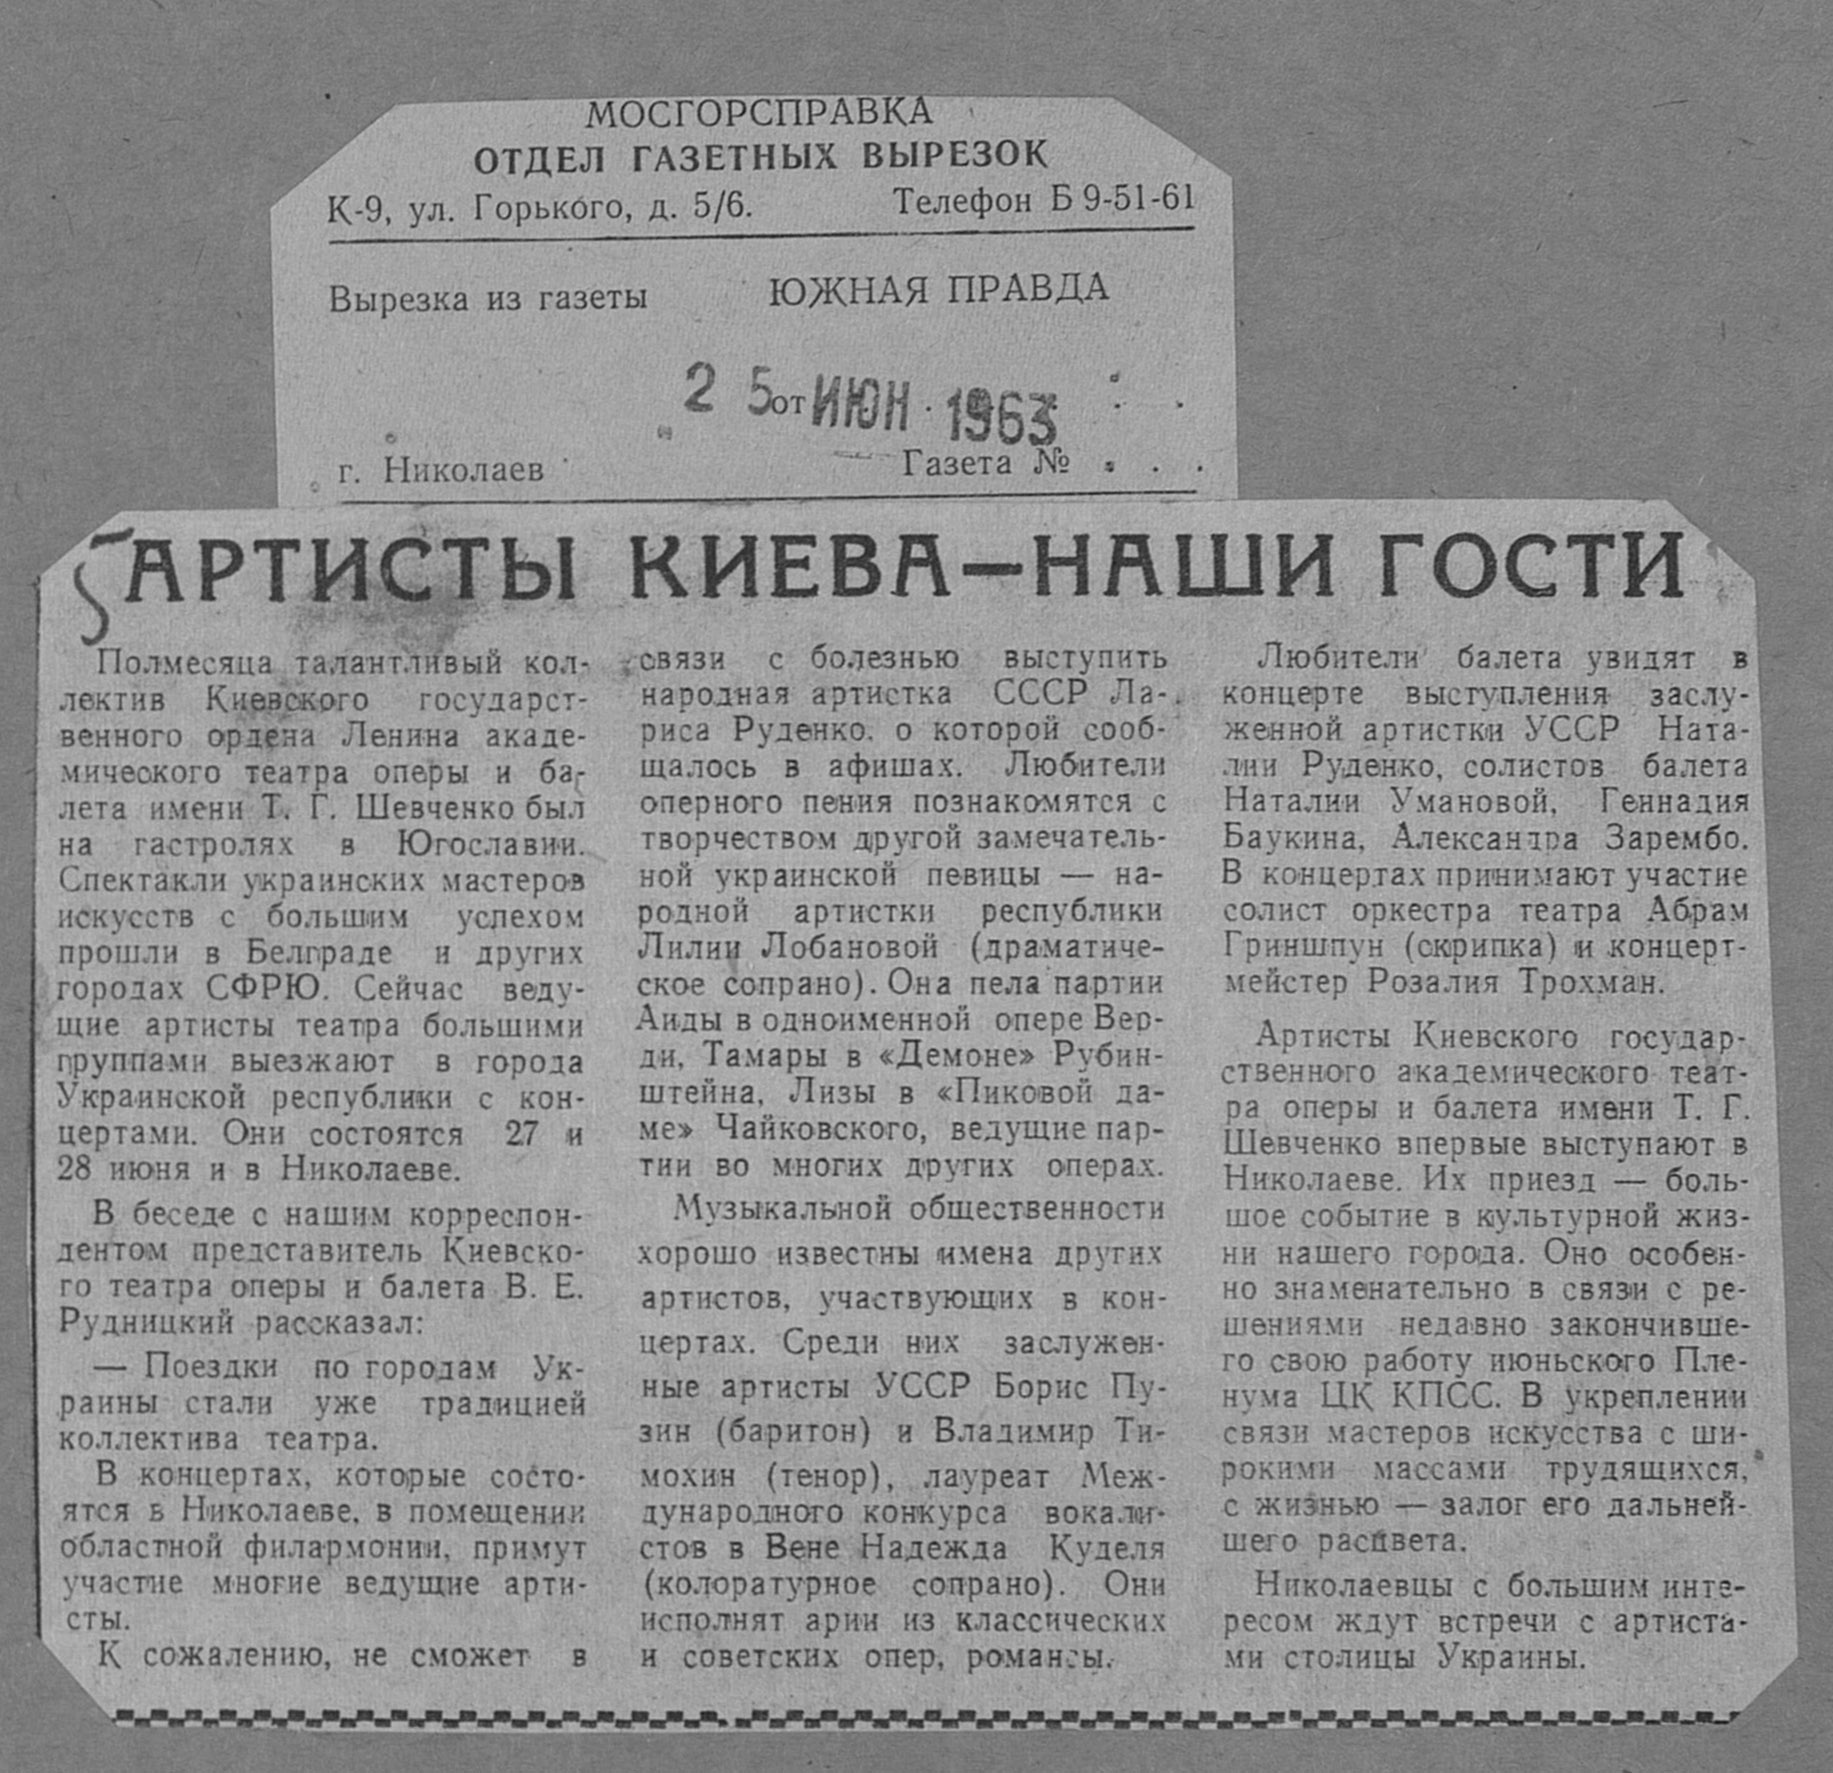 МОСГОРСПРАВКА
ОТДЕЛ ГАЗЕТНЫХ ВЫРЕЗОК
К-9, ул. Горького, д. 5/6. Телефон Б 9-51-61
Вырезка из газеты ЮЖНАЯ ПРАВДА
2 5 от ИЮН . 1963
г. Николаев Газета № . . .
АРТИСТЫ КИЕВА—НАШИ ГОСТИ
Полмесяца талантливый кол-
лектив Киевского государст-
венного ордена Ленина акаде-
мического театра оперы и ба-
лета имени Т. Г. Шевченко был
на гастролях в Югославии.
Спектакли украинских мастеров
искусств с большим успехом
прошли в Белграде и других
городах СФРЮ. Сейчас веду-
щие артисты театра большими
группами выезжают в города
Украинской республики с кон-
цертами. Они состоятся 27 и
28 июня и в Николаеве.
В беседе с нашим корреспон-
дентом представитель Киевско-
го театра оперы и балета В. Е.
Рудницкий рассказал:
— Поездки по городам Ук-
раины стали уже традицией
коллектива театра.
В концертах, которые состо-
ятся в Николаеве, в помещении
областной филармонии, примут
участие многие ведущие арти-
сты.
К сожалению, не сможет в
связи с болезнью выступить
народная артистка СССР Ла-
риса Руденко, о которой сооб-
щалось в афишах. Любители
оперного пения познакомятся с
творчеством другой замечатель-
ной украинской певицы — на-
родной артистки республики
Лилии Лобановой (драматиче-
ское сопрано). Она пела партии
Аиды в одноименной опере Вер-
ди, Тамары в «Демоне» Рубин-
штейна, Лизы в «Пиковой да-
ме» Чайковского, ведущие пар-
тии во многих других операх.
Музыкальной общественности
хорошо известны имена других
артистов, участвующих в кон-
цертах. Среди них заслужен-
ные артисты УССР Борис Пу-
зин (баритон) и Владимир Ти-
мохин (тенор), лауреат Меж-
дународного конкурса вокали-
стов в Вене Надежда Куделя
(колоратурное сопрано). Они
исполнят арии из классических
и советских опер, романсы.
Любители балета увидят в
концерте выступления заслу-
женной артистки УССР Ната-
лии Руденко, солистов балета
Наталии Умановой, Геннадия
Баукина, Александра Зарембо.
В концертах принимают участие
солист оркестра театра Абрам
Гриншпун (скрипка) и концерт-
мейстер Розалия Трохман.
Артисты Киевского государ-
ственного академического теат-
ра оперы и балета имени Т. Г.
Шевченко впервые выступают в
Николаеве. Их приезд — боль-
шое событие в культурной жиз-
ни нашего города. Оно особен-
но знаменательно в связи с ре-
шениями недавно закончивше-
го свою работу июньского Пле-
нума ЦК КПСС. В укреплении
связи мастеров искусства с ши-
рокими массами трудящихся,
с жизнью — залог его дальней-
шего расцвета.
Николаевцы с большим инте-
ресом ждут встречи с артиста-
ми столицы Украины.